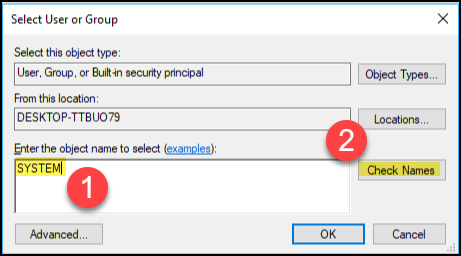 Select User or Group
Select this object type:
User, Group, or Built-in security principal
Object Types...
From this location:
DESKTOP-TTBUO79
Locations...
2
Enter the object name to select (examples):
SYSTEM
1
Check Names
Advanced...
OK
Cancel